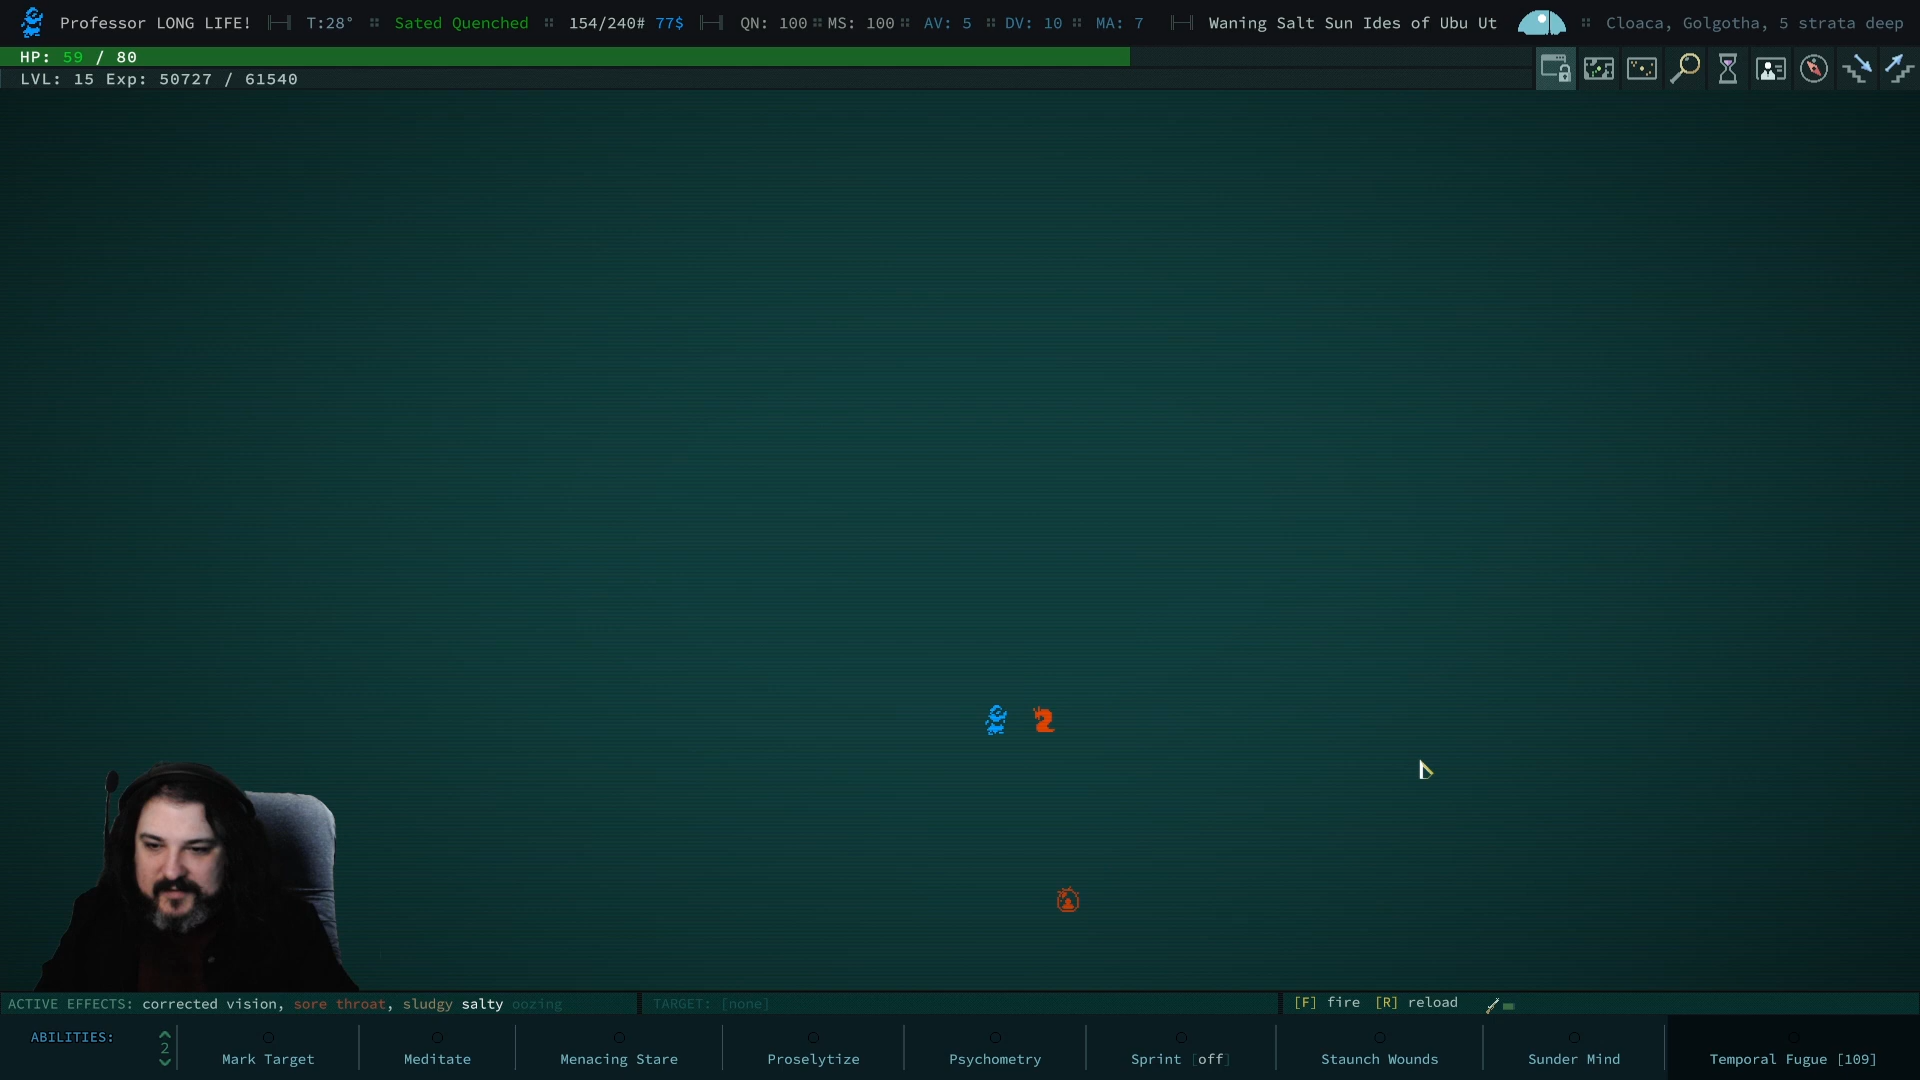 Professor LONG LIFE! T:28° Sated Quenched 154/240# 77$ QN: 100 MS: 100 AV: 5 DV: 10 MA: 7 Waning Salt Sun Ides of Ubu Ut Cloaca, Golgotha, 5 strata deep
HP: 59 / 80
LVL: 15 Exp: 50727 / 61540
ACTIVE EFFECTS: corrected vision, sore throat, sludgy salty oozing TARGET: [none] [F] fire [R] reload
ABILITIES: 2 Mark Target Meditate Menacing Stare Proselytize Psychometry Sprint [off] Staunch Wounds Sunder Mind Temporal Fugue [109]